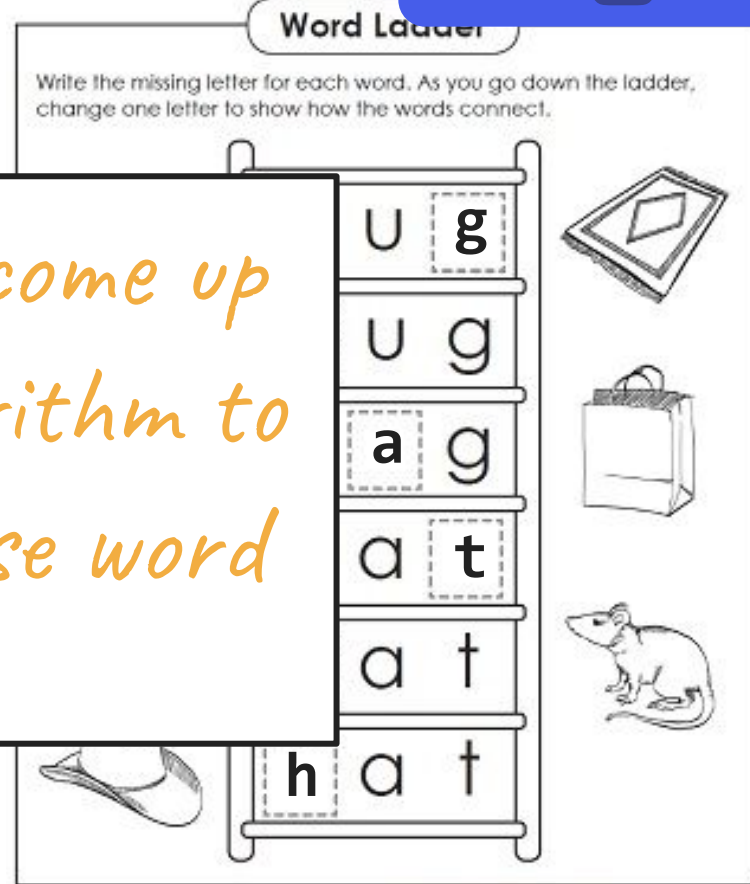 Word Ladder
Write the missing letter for each word. As you go down the ladder,
change one letter to show how the words connect.
u g
come up
u g
rithm to
a g
a t
se word
a t
h a t